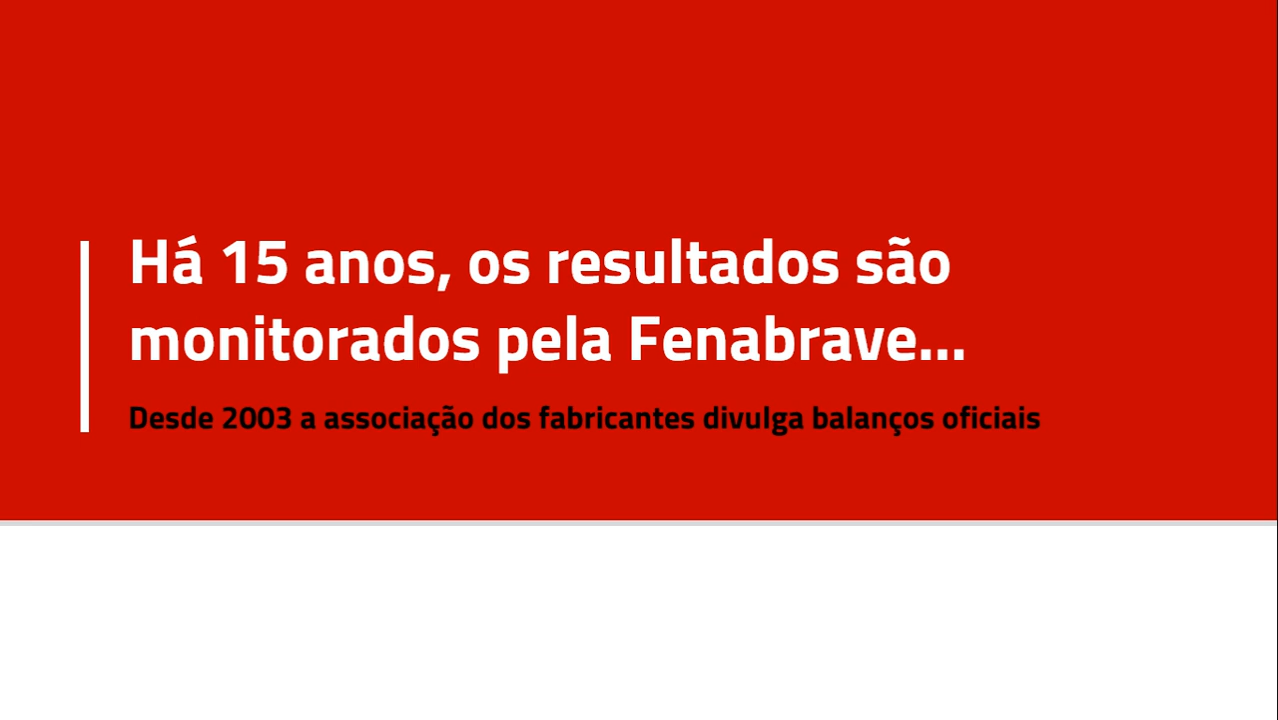 Há 15 anos, os resultados são
monitorados pela Fenabrave...
Desde 2003 a associação dos fabricantes divulga balanços oficiais